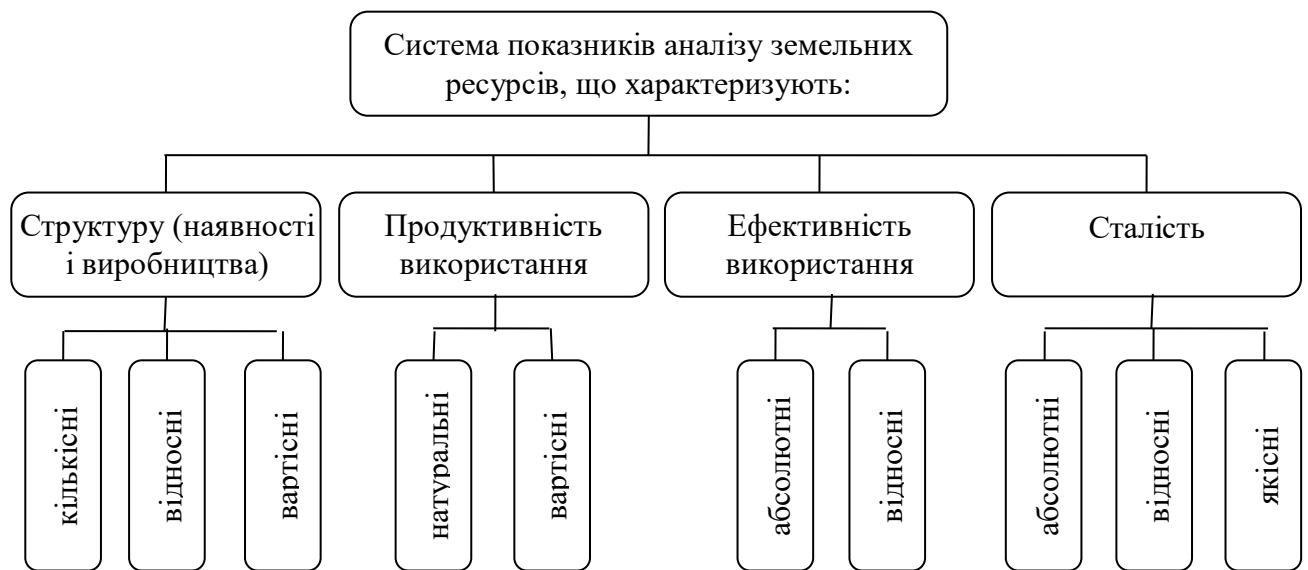 Система показників аналізу земельних
ресурсів, що характеризують:
Структуру (наявності
і виробництва)
Продуктивність
використання
Ефективність
використання
Сталість
кількісні
відносні
вартісні
натуральні
вартісні
абсолютні
відносні
абсолютні
відносні
якісні